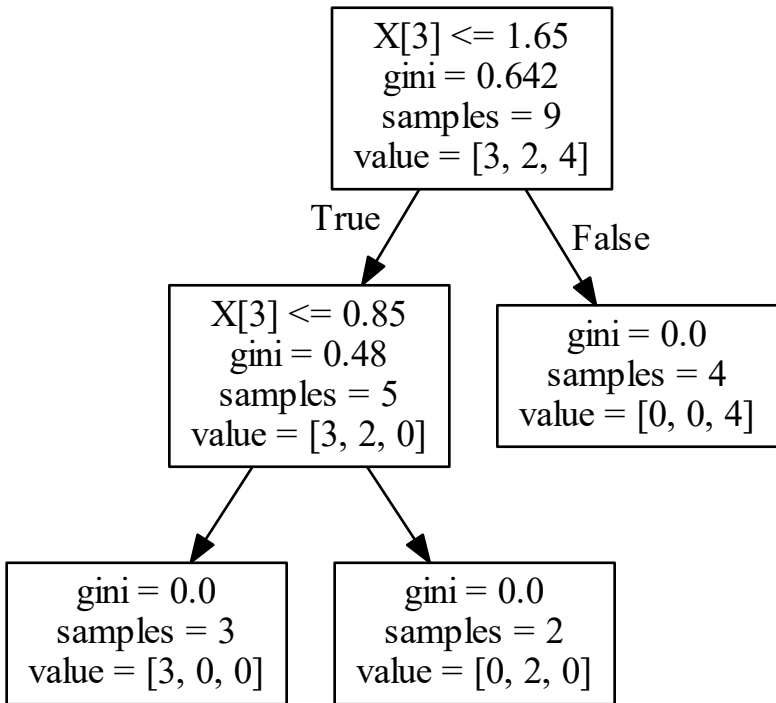 X[3] <= 1.65
gini = 0.642
samples = 9
value = [3, 2, 4]
True
False
X[3] <= 0.85
gini = 0.48
samples = 5
value = [3, 2, 0]
gini = 0.0
samples = 4
value = [0, 0, 4]
gini = 0.0
samples = 3
value = [3, 0, 0]
gini = 0.0
samples = 2
value = [0, 2, 0]